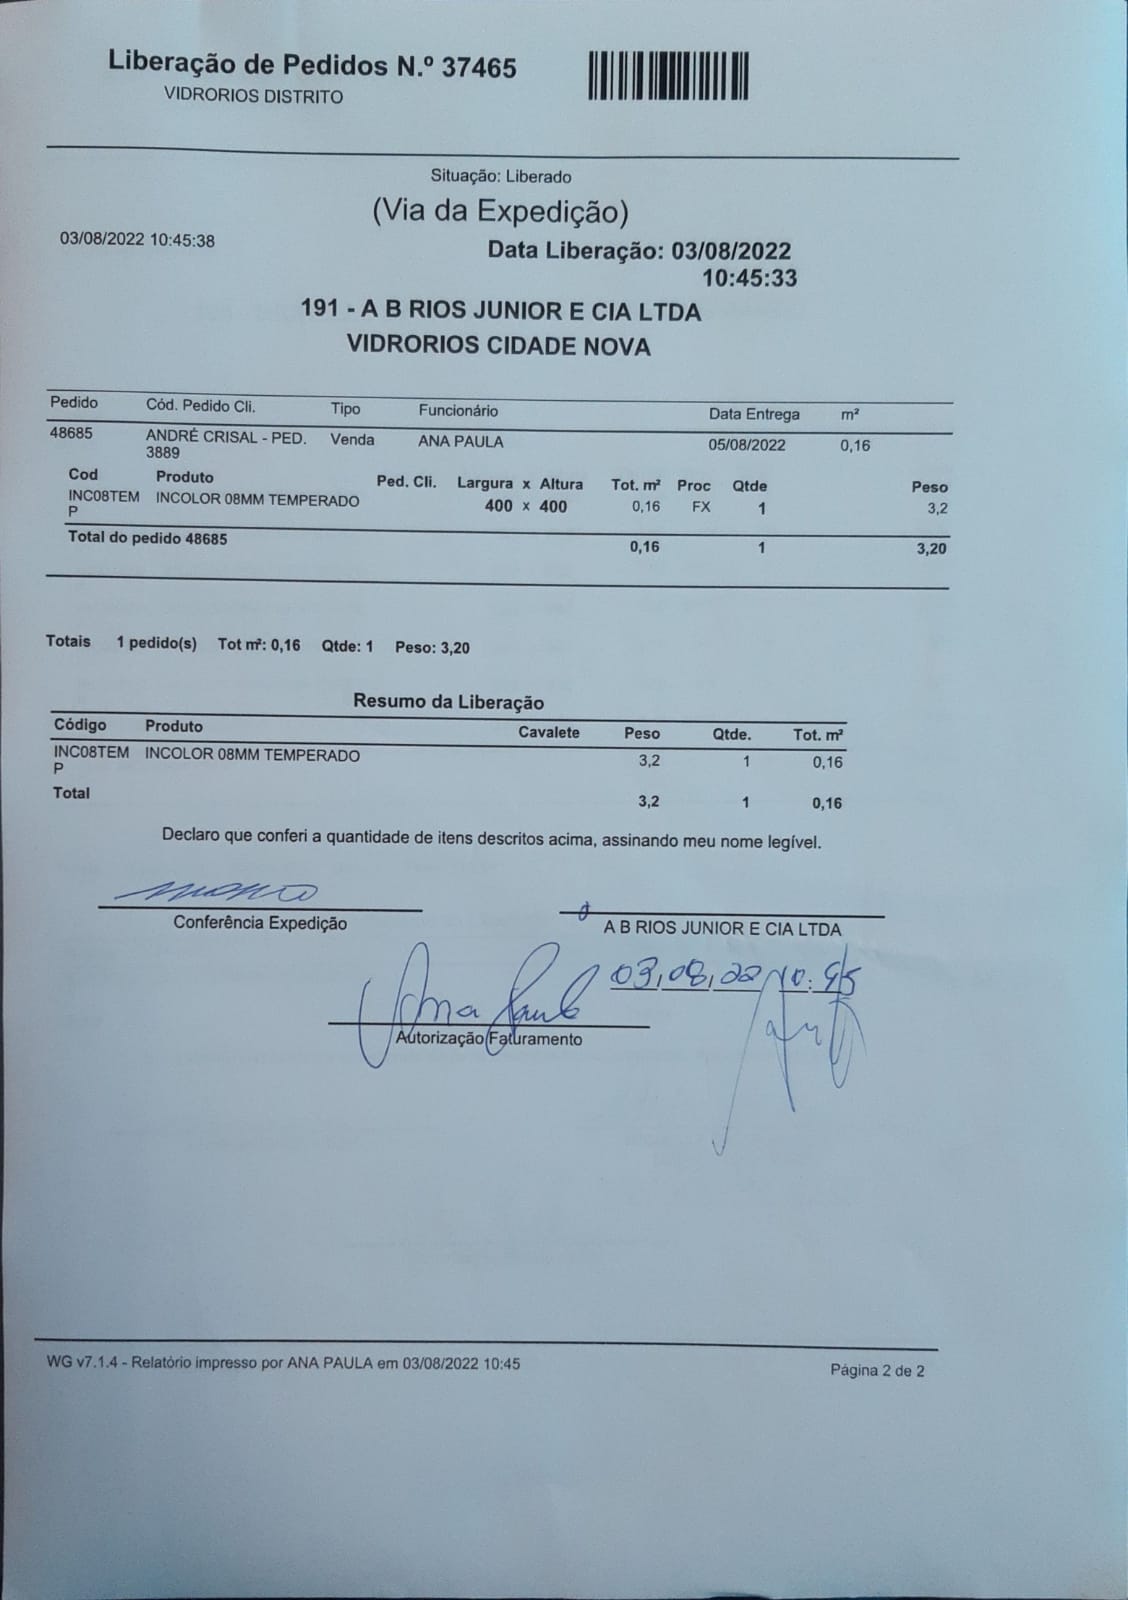 Liberação de Pedidos N.º 37465
VIDRORIOS DISTRITO
Situação: Liberado
(Via da Expedição)
03/08/2022 10:45:38
Data Liberação: 03/08/2022
10:45:33
191 - A B RIOS JUNIOR E CIA LTDA
VIDRORIOS CIDADE NOVA
Pedido Cód. Pedido Cli. Tipo Funcionário Data Entrega m²
48685 ANDRÉ CRISAL - PED. Venda ANA PAULA 05/08/2022 0,16
3889
Cod Produto Ped. Cli. Largura x Altura Tot. m² Proc Qtde Peso
INC08TEM INCOLOR 08MM TEMPERADO 400 x 400 0,16 FX 1 3,2
P
Total do pedido 48685 0,16 1 3,20
Totais 1 pedido(s) Tot m²: 0,16 Qtde: 1 Peso: 3,20
Resumo da Liberação
Código Produto Cavalete Peso Qtde. Tot. m²
INC08TEM INCOLOR 08MM TEMPERADO 3,2 1 0,16
P
Total 3,2 1 0,16
Declaro que conferi a quantidade de itens descritos acima, assinando meu nome legível.
Conferência Expedição
A B RIOS JUNIOR E CIA LTDA
03,08,22 10:45
Ana Paula
Autorização Faturamento
WG v7.1.4 - Relatório impresso por ANA PAULA em 03/08/2022 10:45
Página 2 de 2